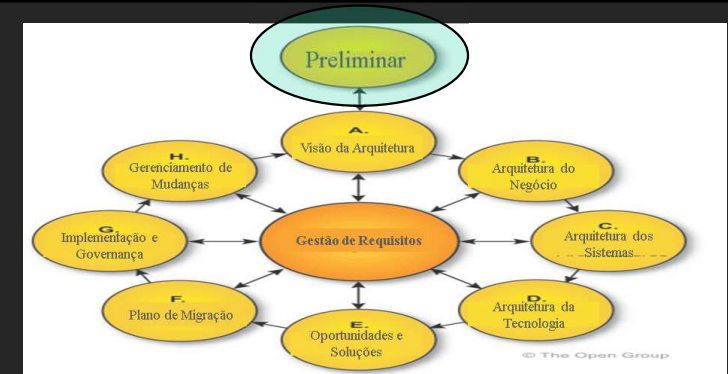 Preliminar
A.
Visão da Arquitetura
H.
Gerenciamento de
Mudanças
B.
Arquitetura do
Negócio
G.
Implementação e
Governança
Gestão de Requisitos
C.
Arquitetura dos
Sistemas
F.
Plano de Migração
D.
Arquitetura da
Tecnologia
E.
Oportunidades e
Soluções
© The Open Group